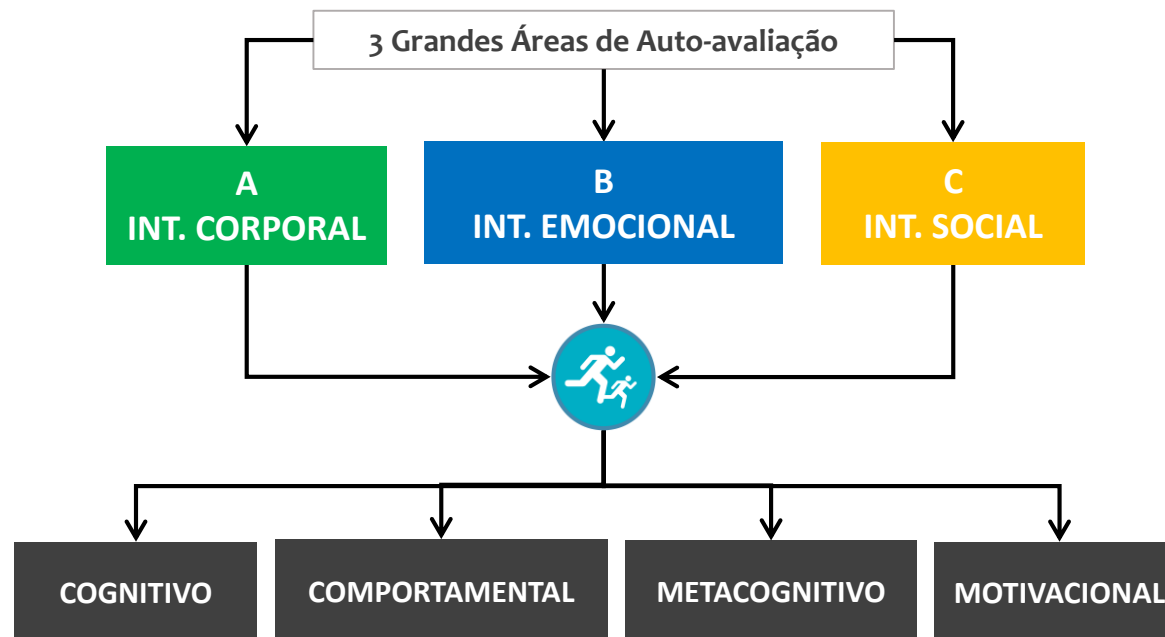 3 Grandes Áreas de Auto-avaliação
A
INT. CORPORAL
B
INT. EMOCIONAL
C
INT. SOCIAL
COGNITIVO
COMPORTAMENTAL
METACOGNITIVO
MOTIVACIONAL